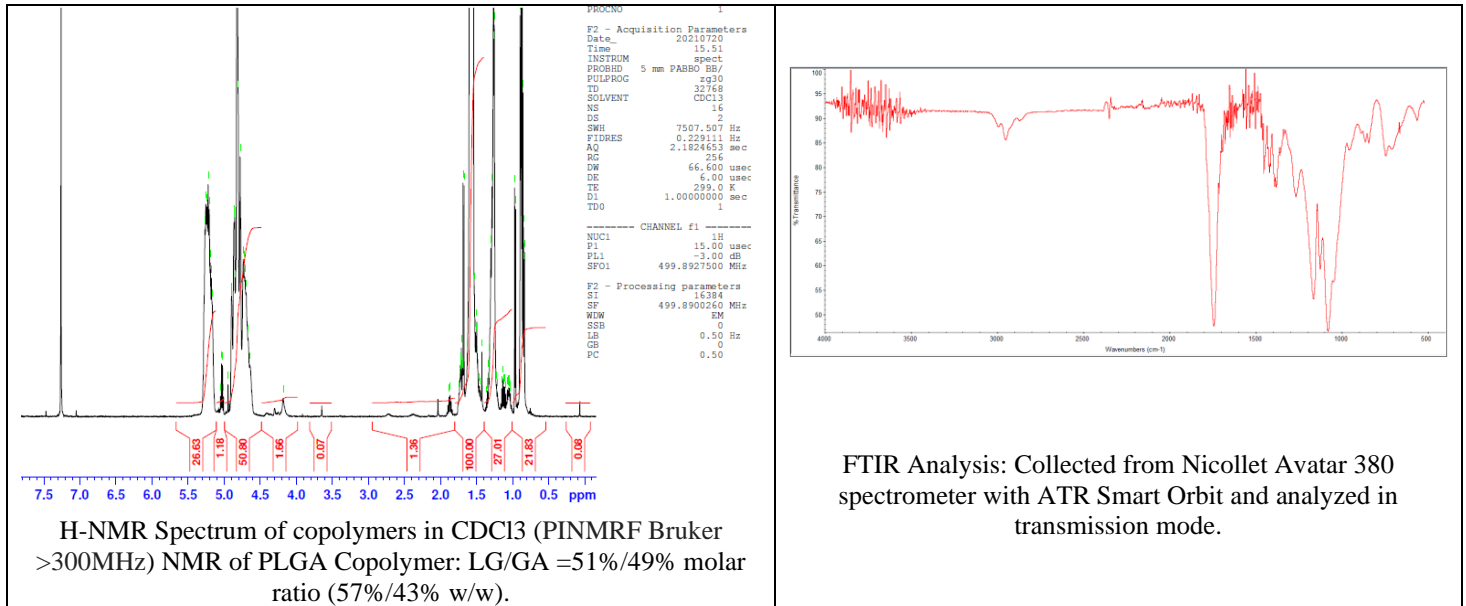 PROCNO 1
F2 - Acquisition Parameters
Date_ 20210720
Time 15.51
INSTRUM spect
PROBHD 5 mm PABBO BB/
PULPROG zg30
TD 32768
SOLVENT CDCl3
NS 16
DS 2
SWH 7507.507 Hz
FIDRES 0.229111 Hz
AQ 2.1824653 sec
RG 256
DW 66.600 usec
DE 6.00 usec
TE 299.0 K
D1 1.00000000 sec
TD0 1
======== CHANNEL f1 ========
NUC1 1H
P1 15.00 usec
PL1 -3.00 dB
SFO1 499.8927500 MHz
F2 - Processing parameters
SI 16384
SF 499.8900260 MHz
WDW EM
SSB 0
LB 0.50 Hz
GB 0
PC 0.50
26.63 1.18 50.80 1.66 0.07 1.36 100.00 27.01 21.83 0.08
7.5 7.0 6.5 6.0 5.5 5.0 4.5 4.0 3.5 3.0 2.5 2.0 1.5 1.0 0.5 ppm
H-NMR Spectrum of copolymers in CDCl3 (PINMRF Bruker
>300MHz) NMR of PLGA Copolymer: LG/GA =51%/49% molar
ratio (57%/43% w/w).
100
95
90
85
80
75
70
65
60
55
50
%Transmittance
4000 3500 3000 2500 2000 1500 1000 500
Wavenumbers (cm-1)
FTIR Analysis: Collected from Nicollet Avatar 380
spectrometer with ATR Smart Orbit and analyzed in
transmission mode.